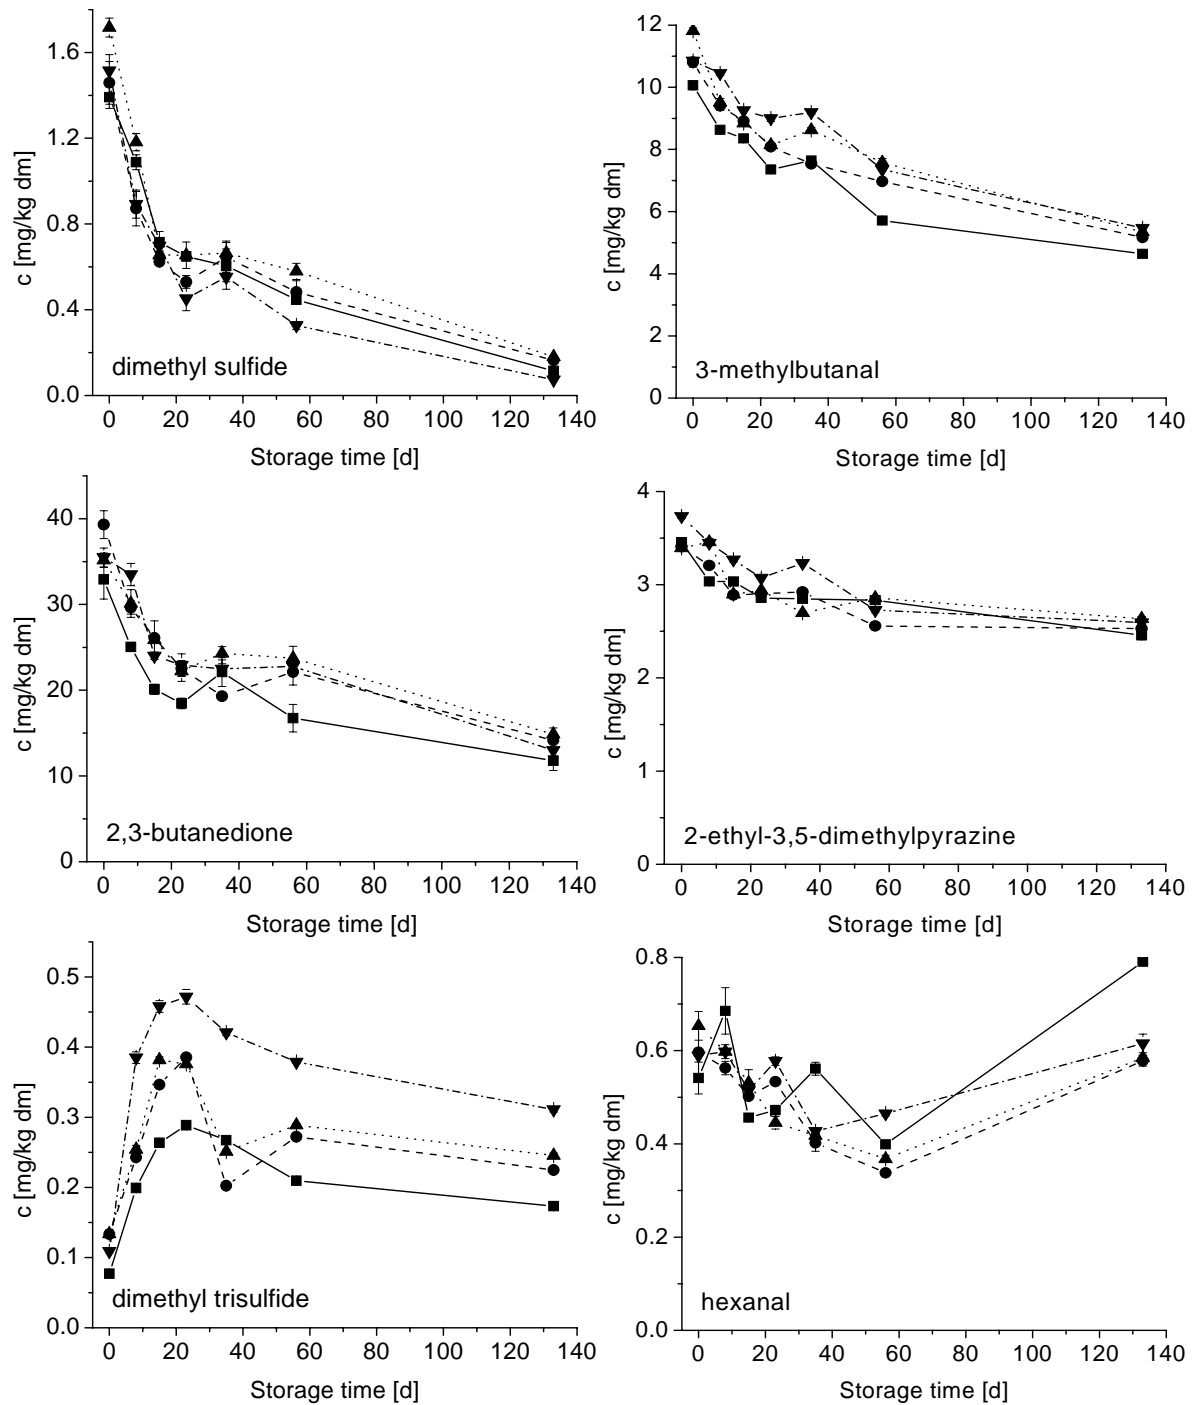 1.6
1.2
0.8
0.4
0.0
c [mg/kg dm]
dimethyl sulfide
0 20 40 60 80 100 120 140
Storage time [d]
12
10
8
6
4
2
0
c [mg/kg dm]
3-methylbutanal
0 20 40 60 80 100 120 140
Storage time [d]
40
30
20
10
0
c [mg/kg dm]
2,3-butanedione
0 20 40 60 80 100 120 140
Storage time [d]
4
3
2
1
0
c [mg/kg dm]
2-ethyl-3,5-dimethylpyrazine
0 20 40 60 80 100 120 140
Storage time [d]
0.5
0.4
0.3
0.2
0.1
0.0
c [mg/kg dm]
dimethyl trisulfide
0 20 40 60 80 100 120 140
Storage time [d]
0.8
0.6
0.4
0.2
0.0
c [mg/kg dm]
hexanal
0 20 40 60 80 100 120 140
Storage time [d]